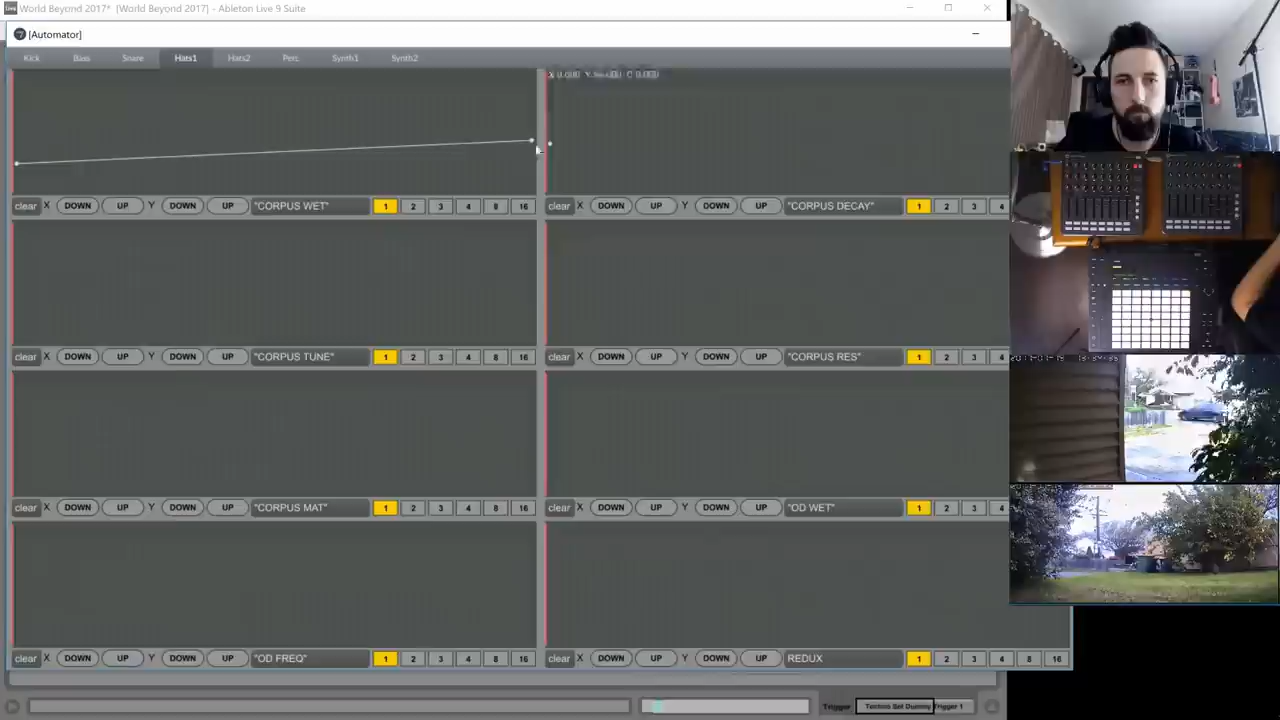 World Beyond 2017* [World Beyond 2017] - Ableton Live 9 Suite
[Automator]
Kick Bass Snare Hats1 Hats2 Perc Synth1 Synth2
clear X DOWN UP Y DOWN UP "CORPUS WET" 1 2 3 4 8 16
clear X DOWN UP Y DOWN UP "CORPUS DECAY" 1 2 3 4
clear X DOWN UP Y DOWN UP "CORPUS TUNE" 1 2 3 4 8 16
clear X DOWN UP Y DOWN UP "CORPUS RES" 1 2 3 4
clear X DOWN UP Y DOWN UP "CORPUS MAT" 1 2 3 4 8 16
clear X DOWN UP Y DOWN UP "OD WET" 1 2 3 4
clear X DOWN UP Y DOWN UP "OD FREQ" 1 2 3 4 8 16
clear X DOWN UP Y DOWN UP REDUX 1 2 3 4 8 16
Trigger Techno Set Dummy Trigger 1